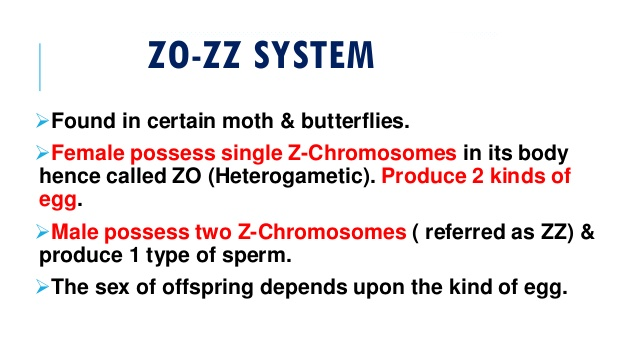 ZO-ZZ SYSTEM
➢Found in certain moth & butterflies.
➢Female possess single Z-Chromosomes in its body
hence called ZO (Heterogametic). Produce 2 kinds of
egg.
➢Male possess two Z-Chromosomes ( referred as ZZ) &
produce 1 type of sperm.
➢The sex of offspring depends upon the kind of egg.